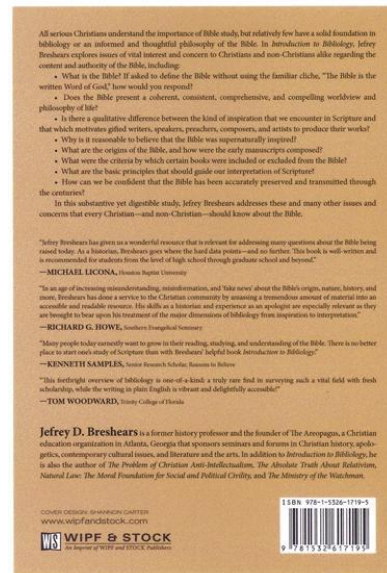 All serious Christians understand the importance of Bible study, but relatively few have a solid foundation in
bibliology or an informed and thoughtful philosophy of the Bible. In Introduction to Bibliology, Jefrey
Breshears explores issues of vital interest and concern to Christians and non-Christians alike regarding the
content and authority of the Bible, including:
• What is the Bible? If asked to define the Bible without using the familiar cliche, "The Bible is the
written Word of God," how would you respond?
• Does the Bible present a coherent, consistent, comprehensive, and compelling worldview and
philosophy of life?
• Is there a qualitative difference between the kind of inspiration that we encounter in Scripture and
that which motivates gifted writers, speakers, preachers, composers, and artists to produce their works?
• Why is it reasonable to believe that the Bible was supernaturally inspired?
• What are the origins of the Bible, and how were the early manuscripts composed?
• What were the criteria by which certain books were included or excluded from the Bible?
• What are the basic principles that should guide our interpretation of Scripture?
• How can we be confident that the Bible has been accurately preserved and transmitted through
the centuries?
In this substantive yet digestible study, Jefrey Breshears addresses these and many other issues and
concerns that every Christian—and non-Christian—should know about the Bible.
"Jefrey Breshears has given us a wonderful resource that is relevant for addressing many questions about the Bible being
raised today. As a historian, Breshears goes where the hard data points—and no further. This book is well-written and
is recommended for students from the level of high school through graduate school and beyond."
—MICHAEL LICONA, Houston Baptist University
"In an age of increasing misunderstanding, misinformation, and 'fake news' about the Bible's origin, nature, history, and
more, Breshears has done a service to the Christian community by amassing a tremendous amount of material into an
accessible and readable resource. His skills as a historian and experience as an apologist are especially relevant as they
are brought to bear upon his treatment of the major dimensions of bibliology from inspiration to interpretation."
—RICHARD G. HOWE, Southern Evangelical Seminary
"Many people today earnestly want to grow in their reading, studying, and understanding of the Bible. There is no better
place to start one's study of Scripture than with Breshears' helpful book Introduction to Bibliology."
—KENNETH SAMPLES, Senior Research Scholar, Reasons to Believe
"This forthright overview of bibliology is one-of-a-kind: a truly rare find in surveying such a vital field with fresh
scholarship, while the writing in plain English is vibrant and delightfully accessible!"
—TOM WOODWARD, Trinity College of Florida
Jefrey D. Breshears is a former history professor and the founder of The Areopagus, a Christian
education organization in Atlanta, Georgia that sponsors seminars and forums in Christian history, apol-
ogetics, contemporary cultural issues, and literature and the arts. In addition to Introduction to Bibliology, he
is also the author of The Problem of Christian Anti-Intellectualism, The Absolute Truth About Relativism,
Natural Law: The Moral Foundation for Social and Political Civility, and The Ministry of the Watchman.
COVER DESIGN: SHANNON CARTER
www.wipfandstock.com
WS WIPF & STOCK
An Imprint of WIPF and STOCK Publishers
ISBN 978-1-5326-1719-5
9 781532 617195